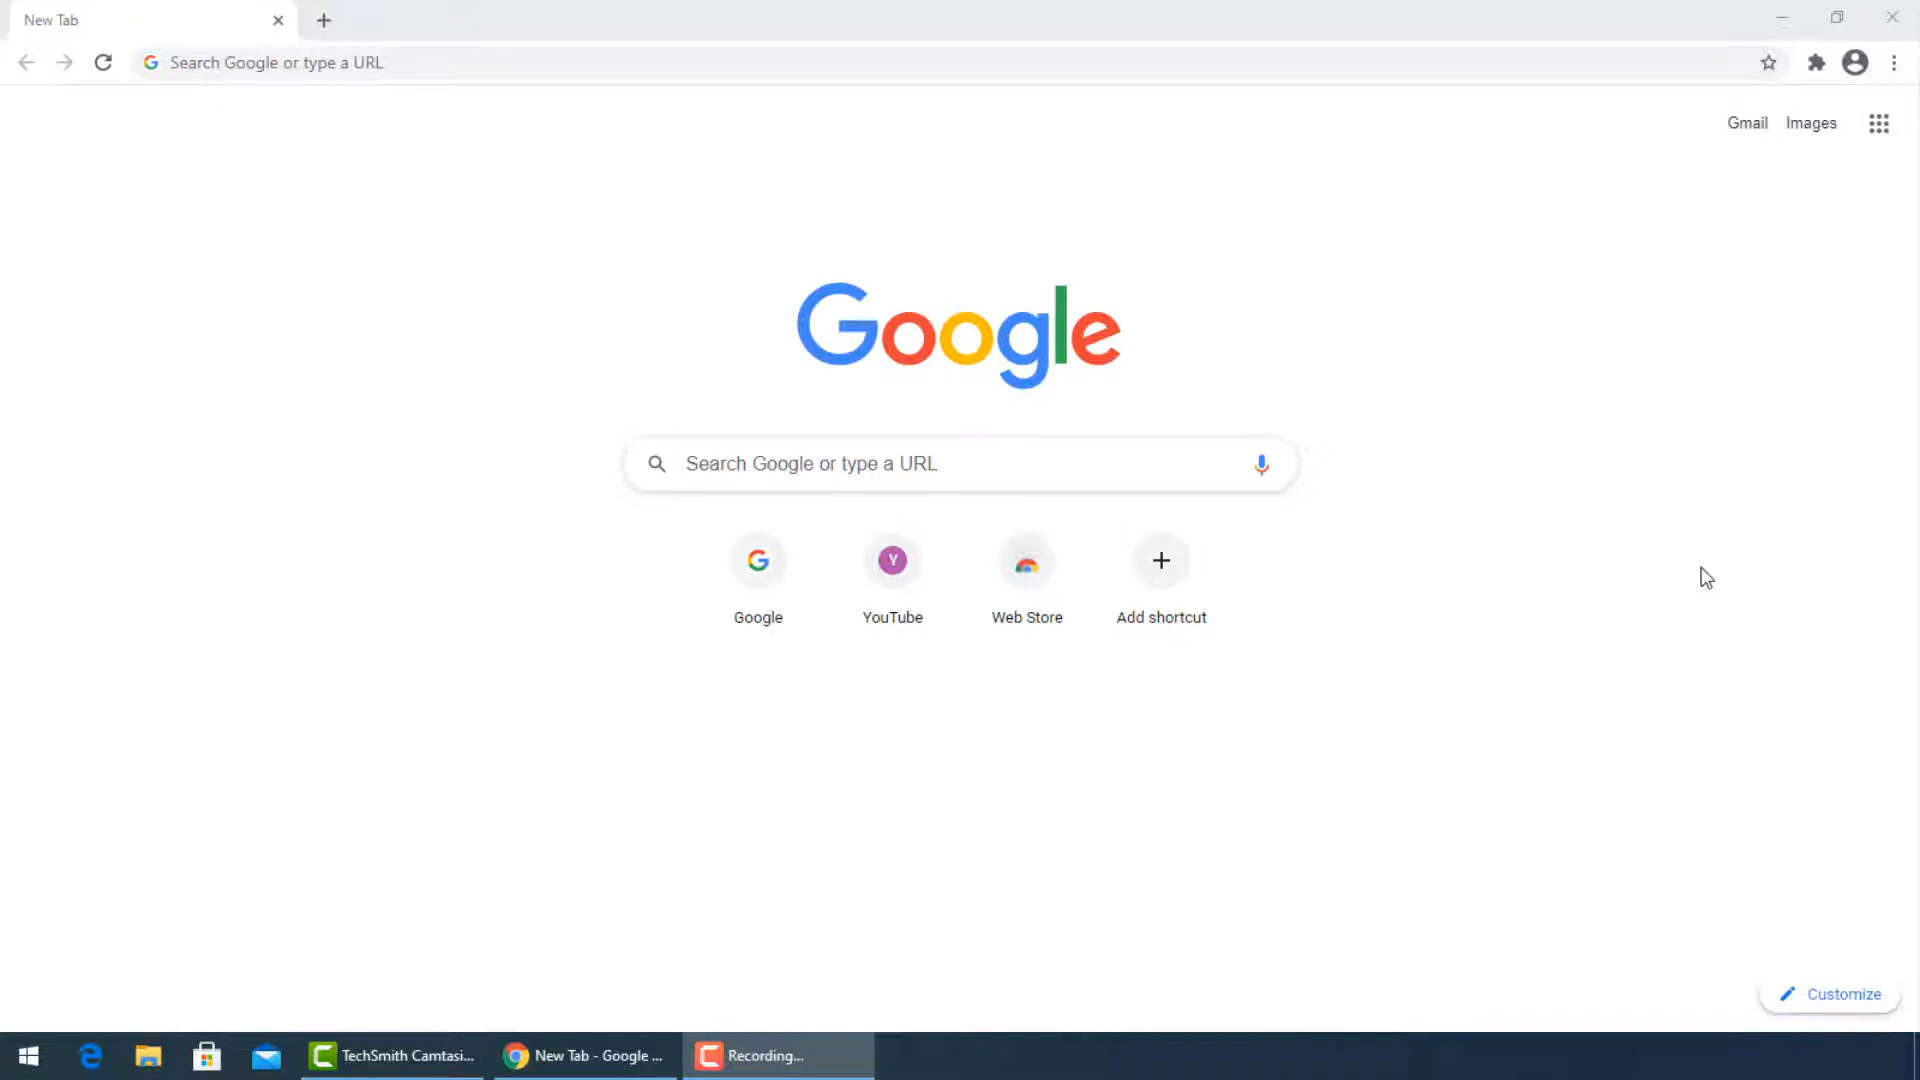 New Tab
Search Google or type a URL
Gmail Images
Google
Search Google or type a URL
Y
Google YouTube Web Store Add shortcut
Customize
TechSmith Camtasi... New Tab - Google ... Recording...